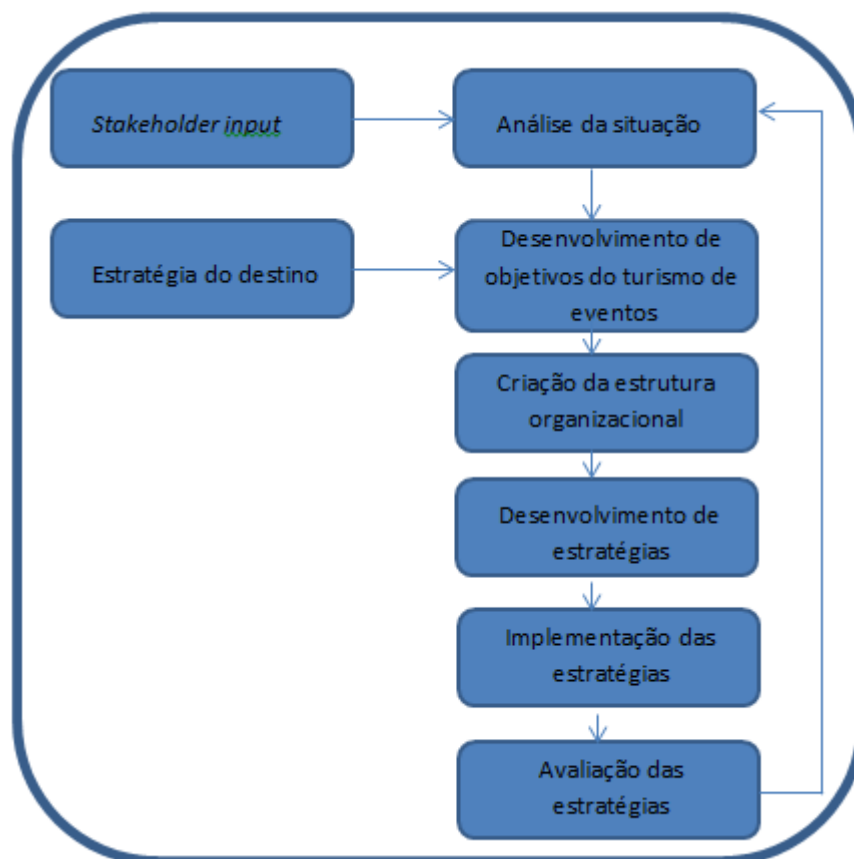 Stakeholder input
Análise da situação
Estratégia do destino
Desenvolvimento de
objetivos do turismo de
eventos
Criação da estrutura
organizacional
Desenvolvimento de
estratégias
Implementação das
estratégias
Avaliação das
estratégias